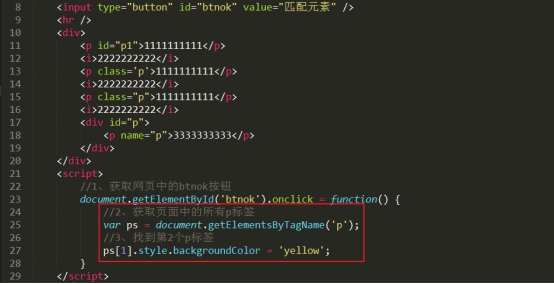 8 <input type="button" id="btnok" value="匹配元素" />
9 <hr />
10 <div>
11 <p id="p1">1111111111</p>
12 <i>2222222222</i>
13 <p class='p'>1111111111</p>
14 <i>2222222222</i>
15 <p class="p">1111111111</p>
16 <i>2222222222</i>
17 <div id="p">
18 <p name="p">3333333333</p>
19 </div>
20 </div>
21 <script>
22 //1、获取网页中的btnok按钮
23 document.getElementById('btnok').onclick = function() {
24 //2、获取页面中的所有p标签
25 var ps = document.getElementsByTagName('p');
26 //3、找到第2个p标签
27 ps[1].style.backgroundColor = 'yellow';
28 }
29 </script>